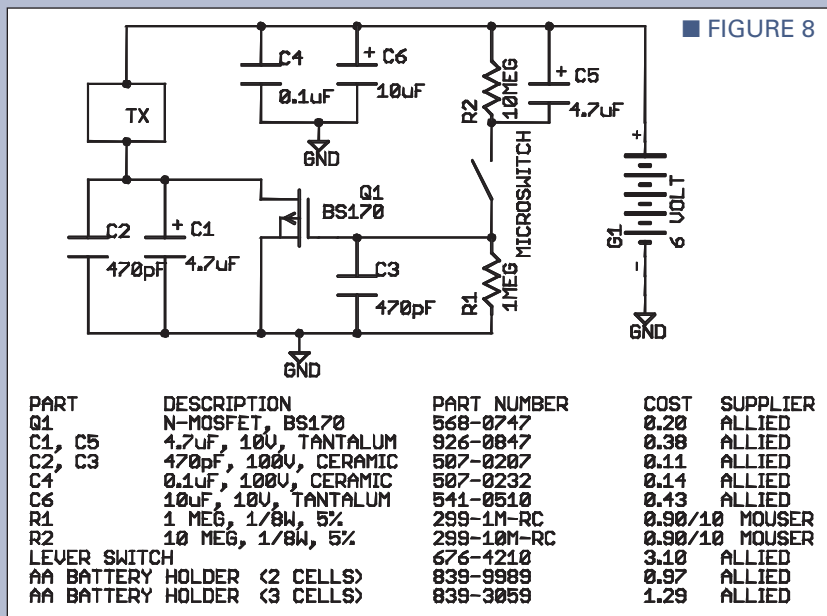 ■ FIGURE 8
C4
0.1uF
+ C6
10uF
R2
10MEG
+ C5
4.7uF
TX
GND
MICROSWITCH
Q1
BS170
+
G1
6 VOLT
-
C2
470pF
+ C1
4.7uF
C3
470pF
R1
1MEG
GND
GND
PART DESCRIPTION PART NUMBER COST SUPPLIER
Q1 N-MOSFET, BS170 568-0747 0.20 ALLIED
C1, C5 4.7uF, 10V, TANTALUM 926-0847 0.38 ALLIED
C2, C3 470pF, 100V, CERAMIC 507-0207 0.11 ALLIED
C4 0.1uF, 100V, CERAMIC 507-0232 0.14 ALLIED
C6 10uF, 10V, TANTALUM 541-0510 0.43 ALLIED
R1 1 MEG, 1/8W, 5% 299-1M-RC 0.90/10 MOUSER
R2 10 MEG, 1/8W, 5% 299-10M-RC 0.90/10 MOUSER
LEVER SWITCH 676-4210 3.10 ALLIED
AA BATTERY HOLDER (2 CELLS) 839-9989 0.97 ALLIED
AA BATTERY HOLDER (3 CELLS) 839-3059 1.29 ALLIED